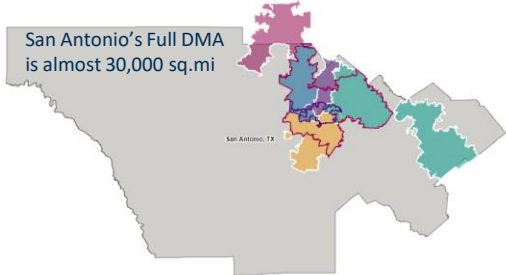 San Antonio's Full DMA
is almost 30,000 sq.mi
San Antonio, TX